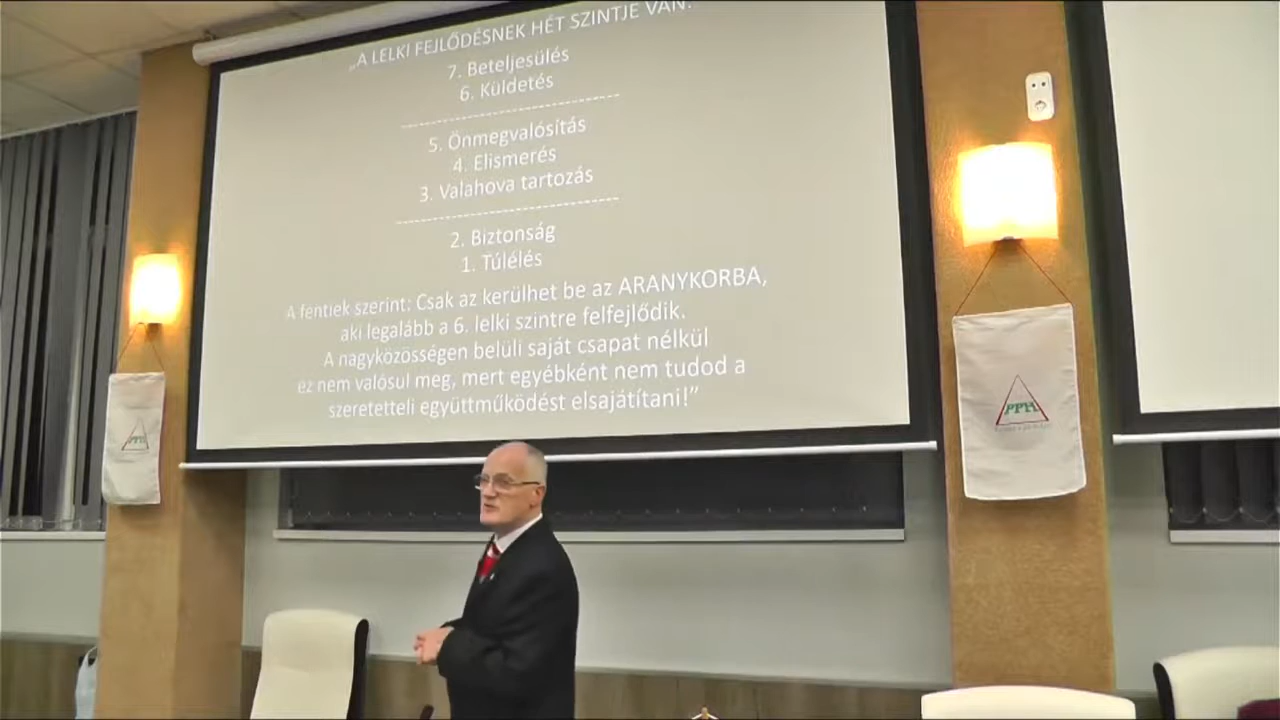 „A LELKI FEJLŐDÉSNEK HÉT SZINTJE VAN:
7. Beteljesülés
6. Küldetés
5. Önmegvalósítás
4. Elismerés
3. Valahova tartozás
2. Biztonság
1. Túlélés
A fentiek szerint: Csak az kerülhet be az ARANYKORBA,
aki legalább a 6. lelki szintre felfejlődik.
A nagyközösségen belüli saját csapat nélkül
ez nem valósul meg, mert egyébként nem tudod a
szeretetteli együttműködést elsajátítani!”